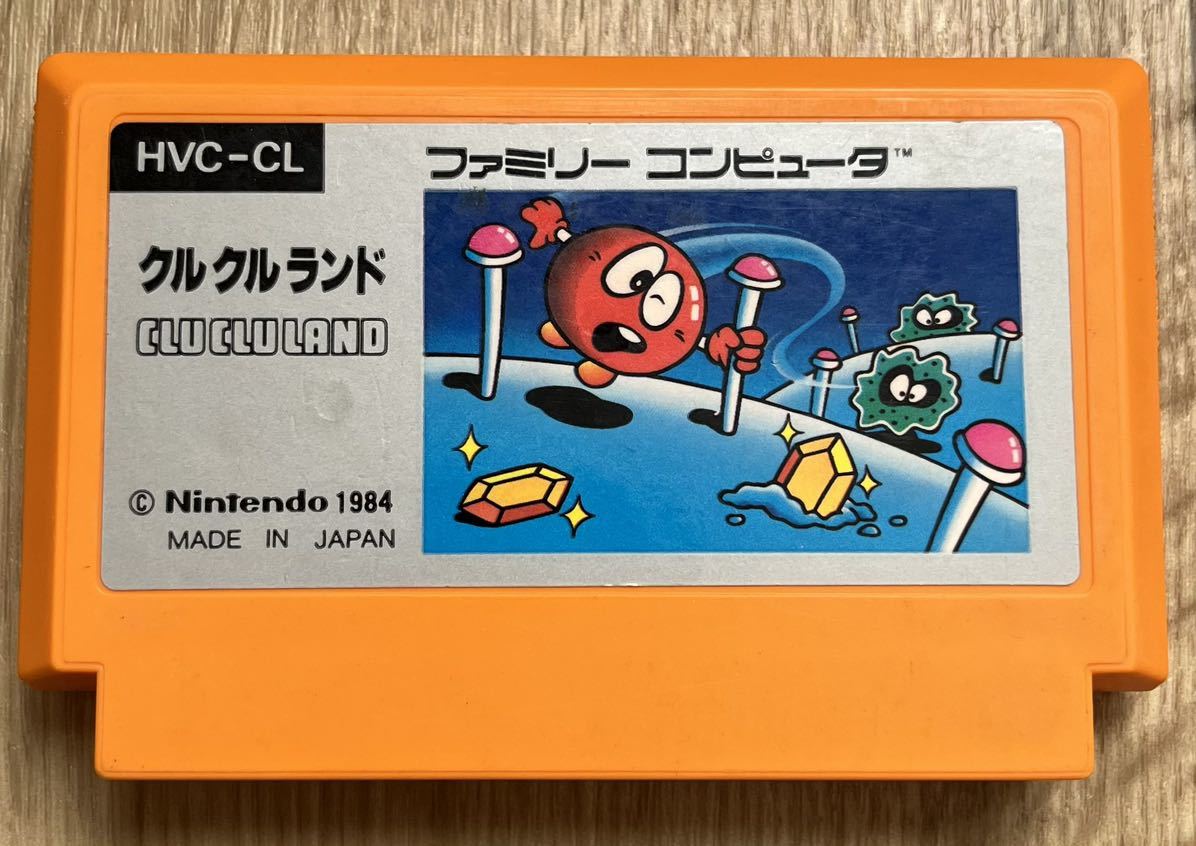 HVC-CL
ファミリー コンピュータ™
クルクルランド
CLU CLU LAND
© Nintendo 1984
MADE IN JAPAN